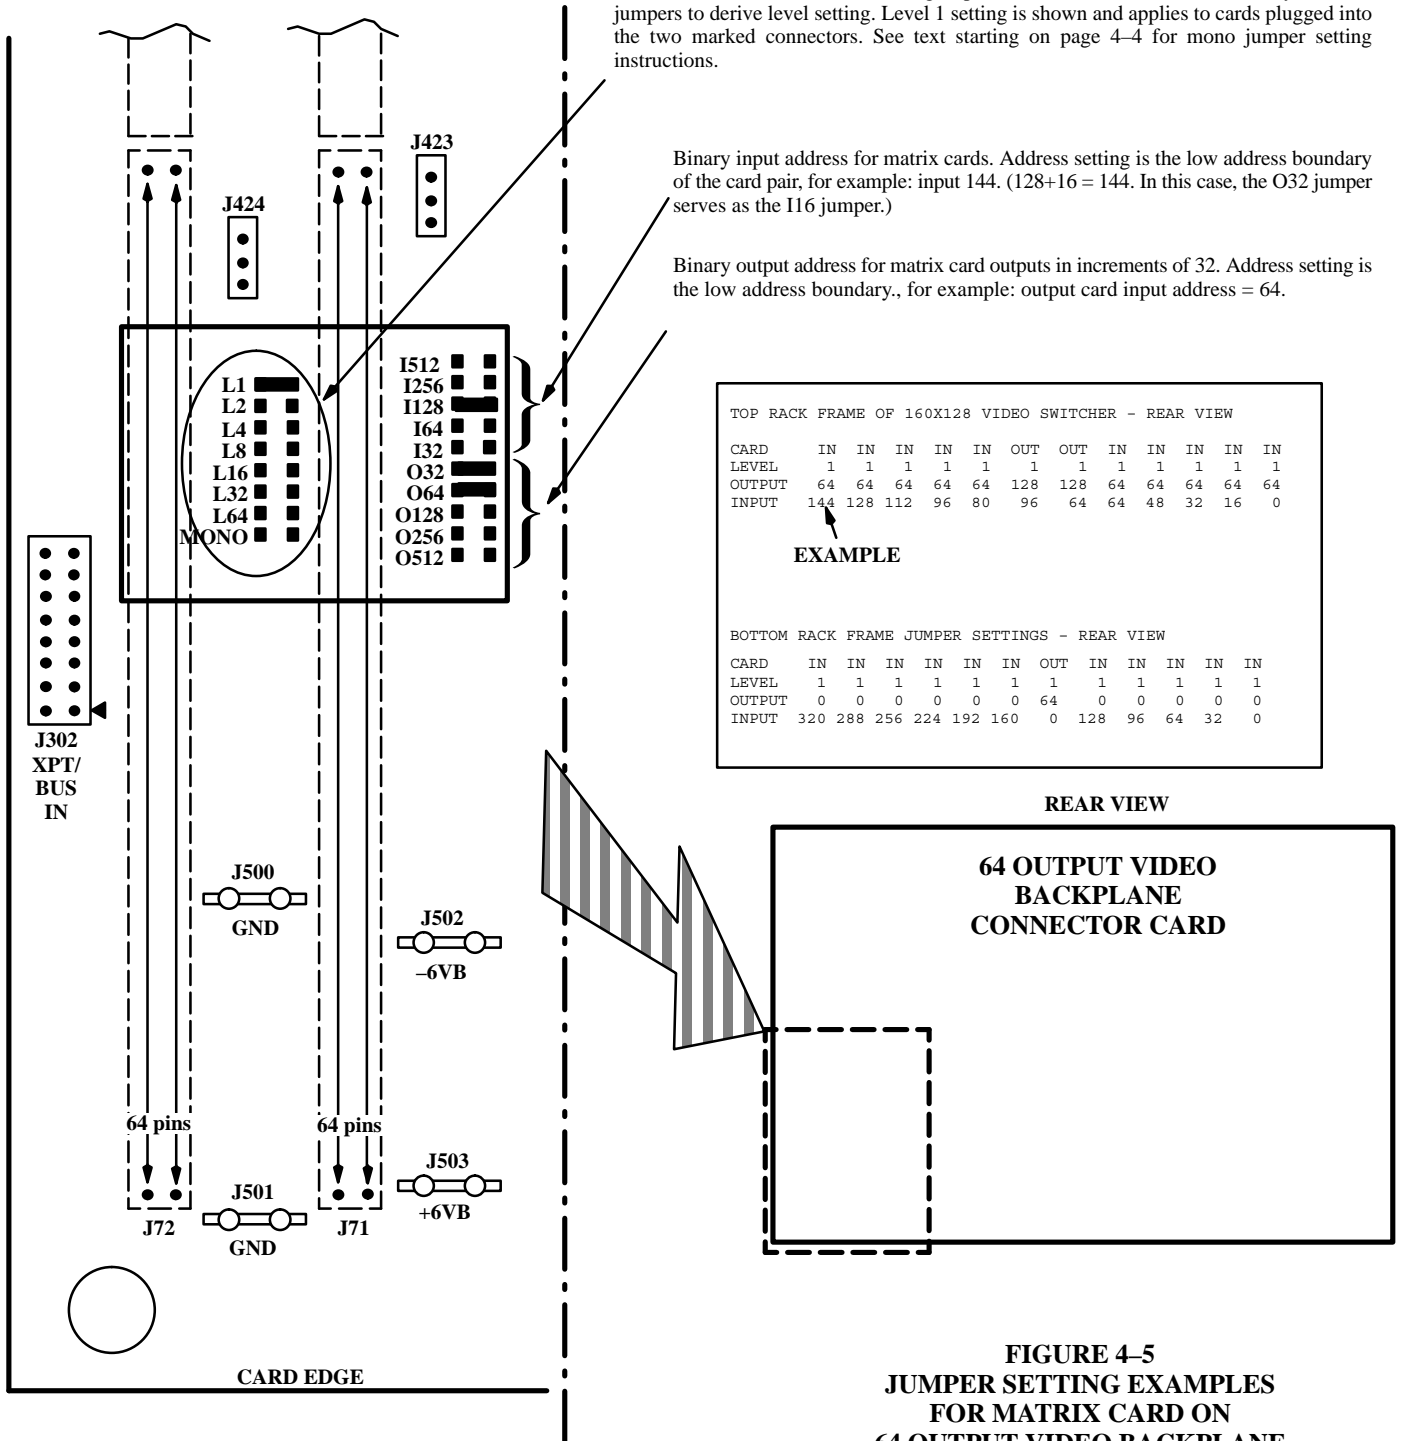 jumpers to derive level setting. Level 1 setting is shown and applies to cards plugged into
the two marked connectors. See text starting on page 4–4 for mono jumper setting
instructions.
J423
Binary input address for matrix cards. Address setting is the low address boundary
of the card pair, for example: input 144. (128+16 = 144. In this case, the O32 jumper
serves as the I16 jumper.)
J424
Binary output address for matrix card outputs in increments of 32. Address setting is
the low address boundary., for example: output card input address = 64.
L1
L2
L4
L8
L16
L32
L64
MONO
I512
I256
I128
I64
I32
O32
O64
O128
O256
O512
TOP RACK FRAME OF 160X128 VIDEO SWITCHER – REAR VIEW
CARD IN IN IN IN IN OUT OUT IN IN IN IN IN
LEVEL 1 1 1 1 1 1 1 1 1 1 1 1
OUTPUT 64 64 64 64 64 128 128 64 64 64 64 64
INPUT 144 128 112 96 80 96 64 64 48 32 16 0
EXAMPLE
BOTTOM RACK FRAME JUMPER SETTINGS – REAR VIEW
CARD IN IN IN IN IN IN OUT IN IN IN IN IN
LEVEL 1 1 1 1 1 1 1 1 1 1 1 1
OUTPUT 0 0 0 0 0 0 64 0 0 0 0 0
INPUT 320 288 256 224 192 160 0 128 96 64 32 0
J302
XPT/
BUS
IN
REAR VIEW
64 OUTPUT VIDEO
BACKPLANE
CONNECTOR CARD
J500
GND
J502
–6VB
64 pins
64 pins
J503
+6VB
J501
GND
J72
J71
CARD EDGE
FIGURE 4–5
JUMPER SETTING EXAMPLES
FOR MATRIX CARD ON
64 OUTPUT VIDEO BACKPLANE